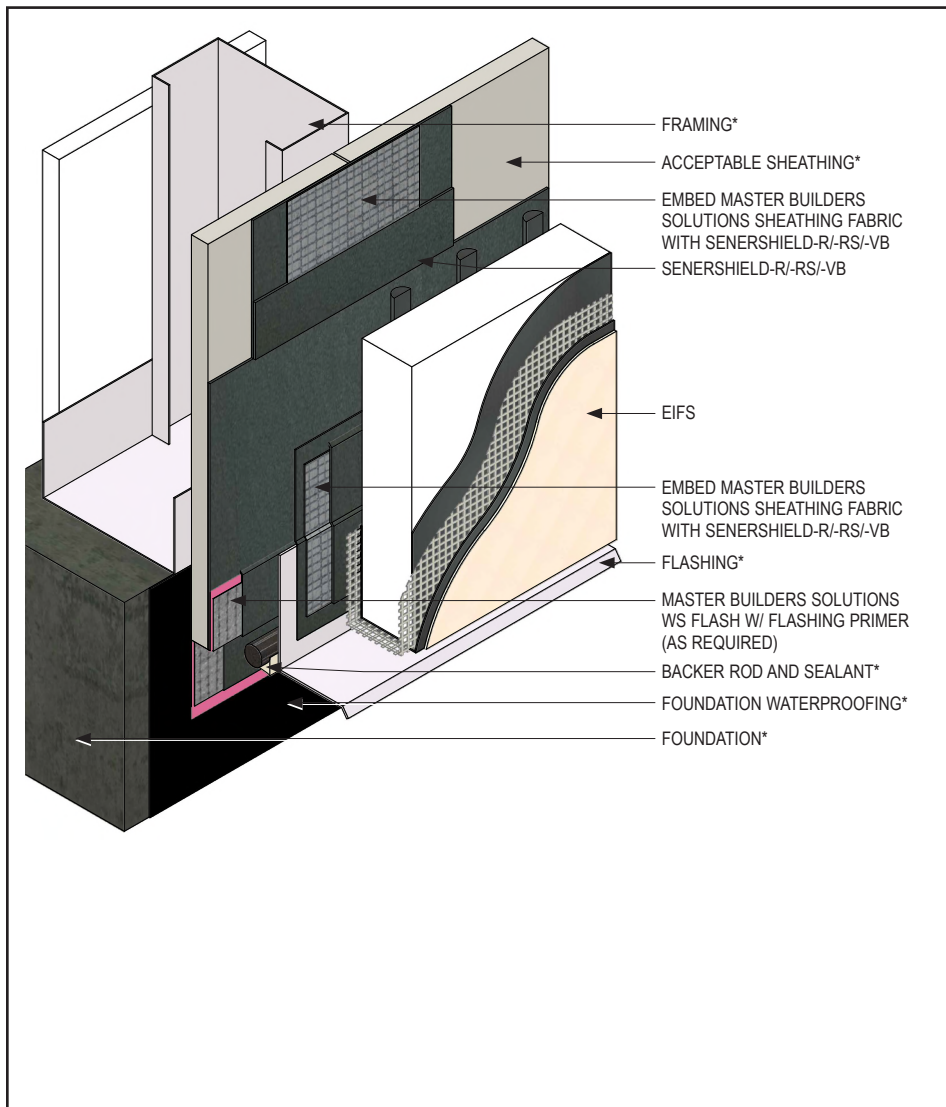 FRAMING*
ACCEPTABLE SHEATHING*
EMBED MASTER BUILDERS
SOLUTIONS SHEATHING FABRIC
WITH SENERSHIELD-R/-RS/-VB
SENERSHIELD-R/-RS/-VB
EIFS
EMBED MASTER BUILDERS
SOLUTIONS SHEATHING FABRIC
WITH SENERSHIELD-R/-RS/-VB
FLASHING*
MASTER BUILDERS SOLUTIONS
WS FLASH W/ FLASHING PRIMER
(AS REQUIRED)
BACKER ROD AND SEALANT*
FOUNDATION WATERPROOFING*
FOUNDATION*